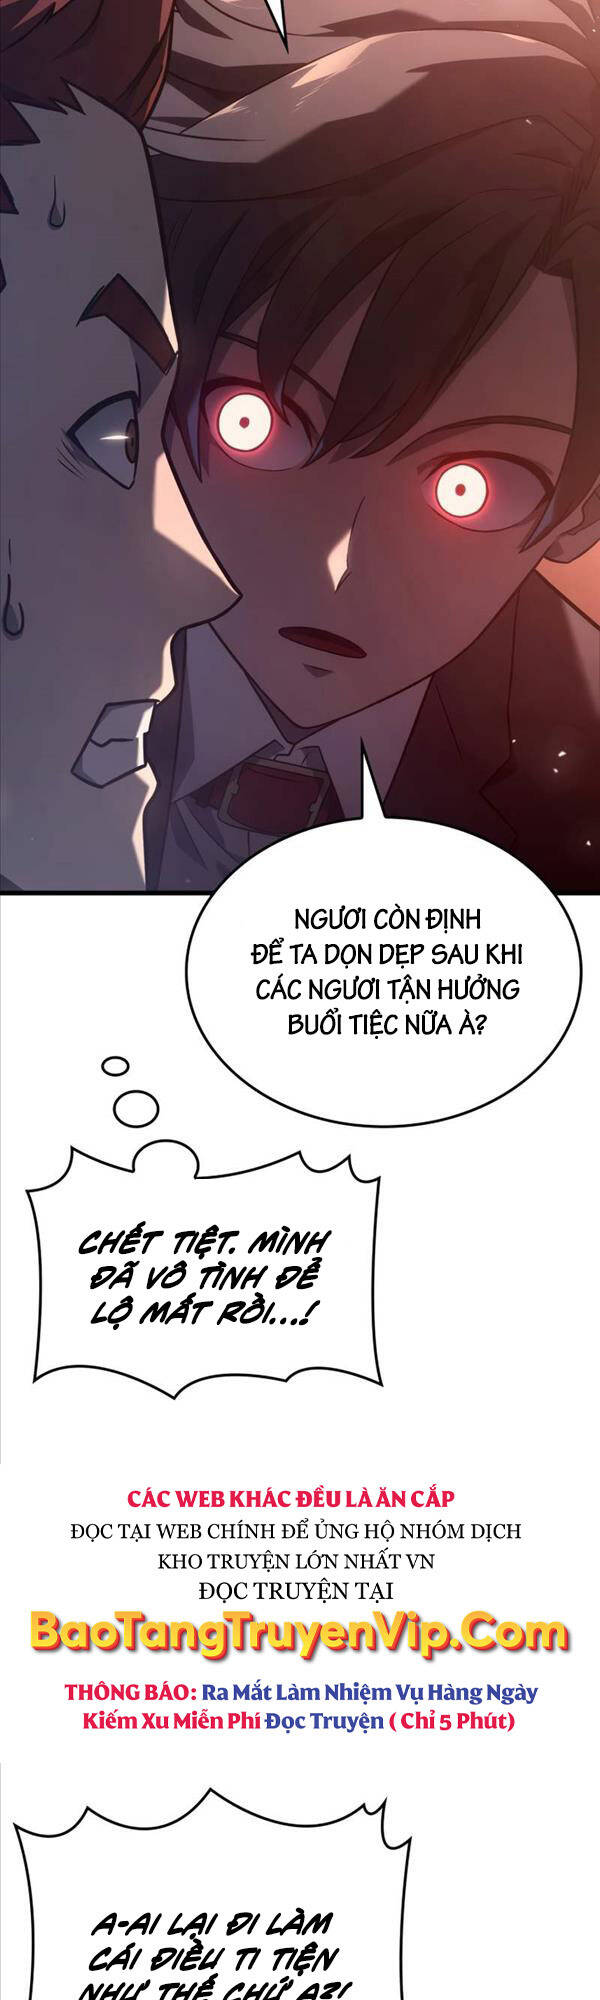 NGƯƠI CÒN ĐỊNH
ĐỂ TA DỌN DẸP SAU KHI
CÁC NGƯƠI TẬN HƯỞNG
BUỔI TIỆC NỮA À?
CHẾT TIỆT. MÌNH
ĐÃ VÔ TÌNH ĐỂ
LỘ MẤT RỒI...!
CÁC WEB KHÁC ĐỀU LÀ ĂN CẮP
ĐỌC TẠI WEB CHÍNH ĐỂ ỦNG HỘ NHÓM DỊCH
KHO TRUYỆN LỚN NHẤT VN
ĐỌC TRUYỆN TẠI
BaoTangTruyenVip.Com
THÔNG BÁO: Ra Mắt Làm Nhiệm Vụ Hàng Ngày
Kiếm Xu Miễn Phí Đọc Truyện ( Chỉ 5 Phút)
A-AI LẠI ĐI LÀM
CÁI ĐIỀU TI TIỆN
NHƯ THẾ CHỨ Ạ?!